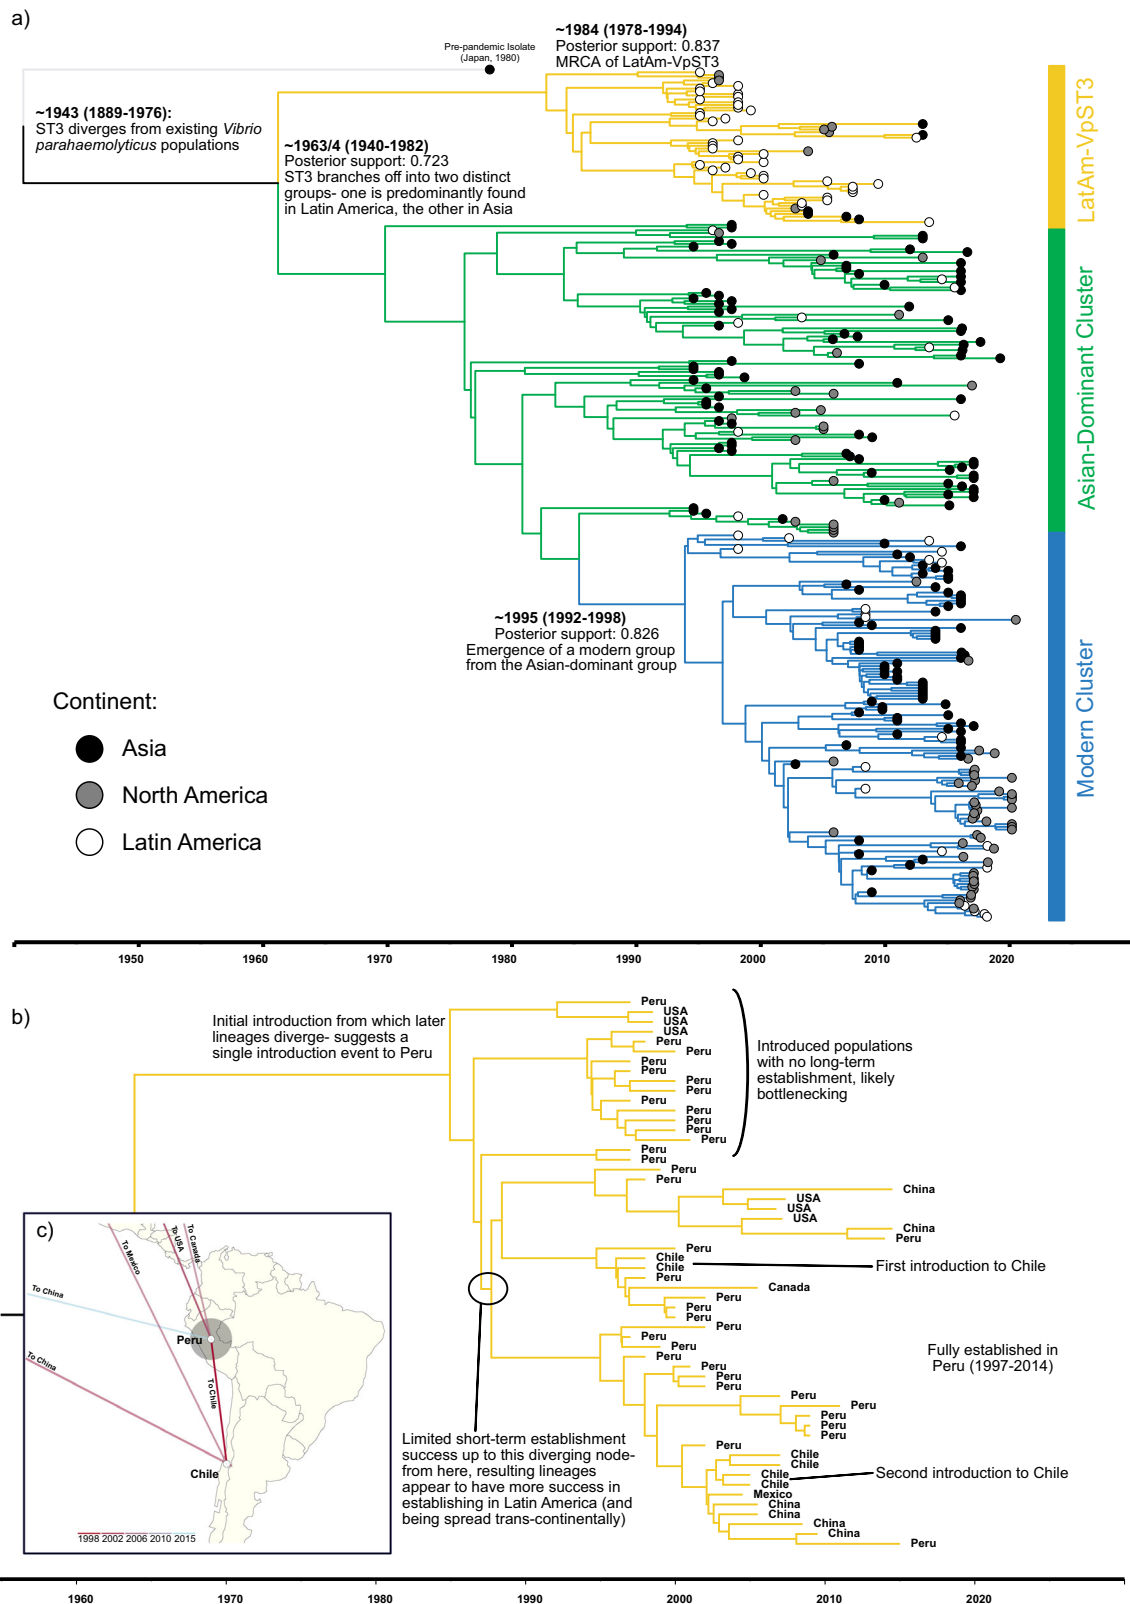 a)
Pre-pandemic Isolate
(Japan, 1980)
~1984 (1978-1994)
Posterior support: 0.837
MRCA of LatAm-VpST3
~1943 (1889-1976):
ST3 diverges from existing Vibrio
parahaemolyticus populations
~1963/4 (1940-1982)
Posterior support: 0.723
ST3 branches off into two distinct
groups- one is predominantly found
in Latin America, the other in Asia
LatAm-VpST3
Asian-Dominant Cluster
~1995 (1992-1998)
Posterior support: 0.826
Emergence of a modern group
from the Asian-dominant group
Modern Cluster
Continent:
Asia
North America
Latin America
1950 1960 1970 1980 1990 2000 2010 2020
b)
Initial introduction from which later
lineages diverge- suggests a
single introduction event to Peru
Peru
USA
USA
USA
Peru
Peru
Peru
Peru
Peru
Peru
Peru
Peru
Peru
Peru
Peru
Introduced populations
with no long-term
establishment, likely
bottlenecking
Peru
Peru
Peru
Peru
China
USA
USA
USA
China
Peru
Peru
Chile
Chile
Peru
Canada
Peru
Peru
Peru
First introduction to Chile
Peru
Peru
Peru
Peru
Peru
Peru
Peru
Peru
Peru
Peru
Peru
Peru
Fully established in
Peru (1997-2014)
Peru
Chile
Chile
Chile
Chile
Mexico
China
China
China
China
Peru
Second introduction to Chile
Limited short-term establishment
success up to this diverging node-
from here, resulting lineages
appear to have more success in
establishing in Latin America (and
being spread trans-continentally)
c)
To Mexico
To USA
To Canada
To China
Peru
To China
To Chile
Chile
1998 2002 2006 2010 2015
1960 1970 1980 1990 2000 2010 2020